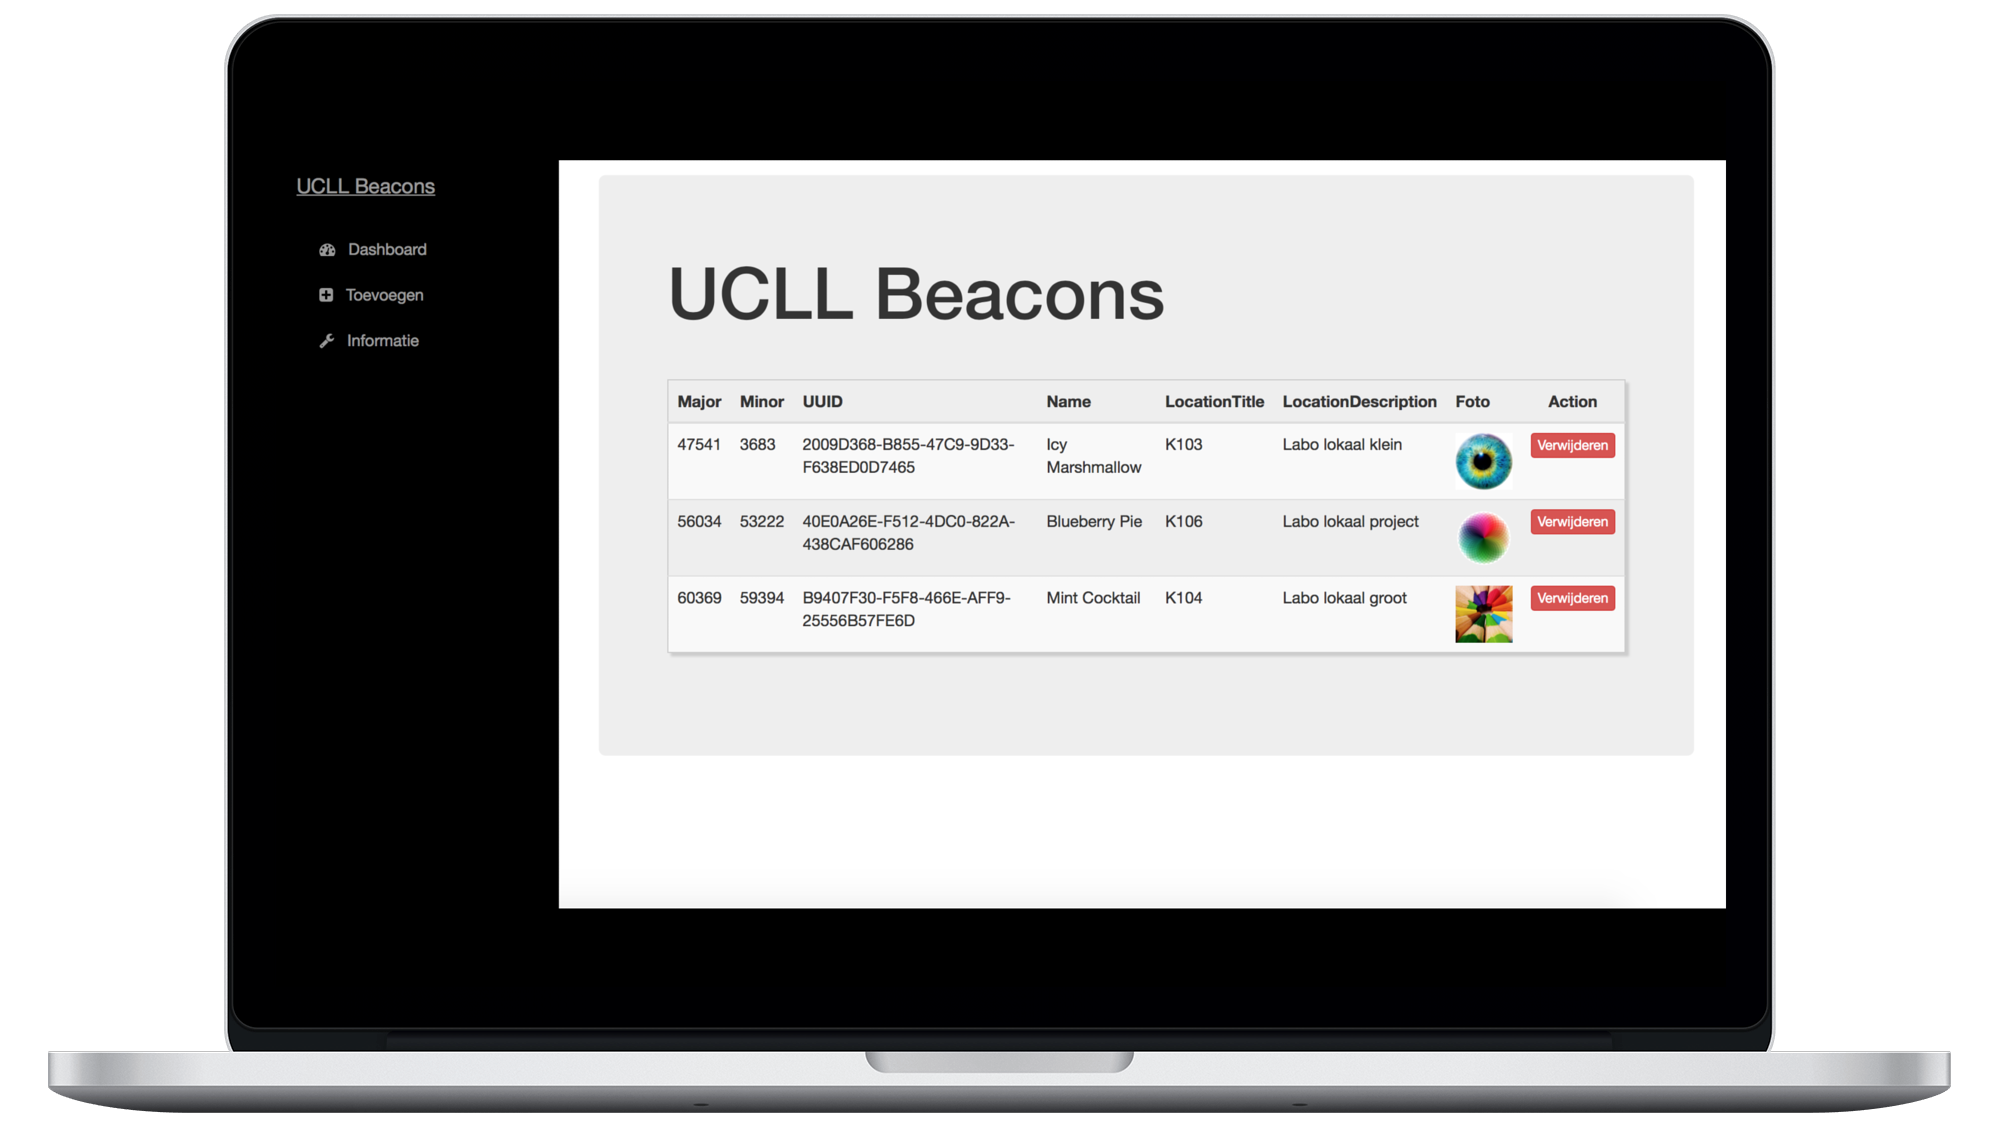 UCLL Beacons
Dashboard
Toevoegen
Informatie
UCLL Beacons
Major Minor UUID Name LocationTitle LocationDescription Foto Action
47541 3683 2009D368-B855-47C9-9D33- Icy K103 Labo lokaal klein Verwijderen
F638ED0D7465 Marshmallow
56034 53222 40E0A26E-F512-4DC0-822A- Blueberry Pie K106 Labo lokaal project Verwijderen
438CAF606286
60369 59394 B9407F30-F5F8-466E-AFF9- Mint Cocktail K104 Labo lokaal groot Verwijderen
25556B57FE6D